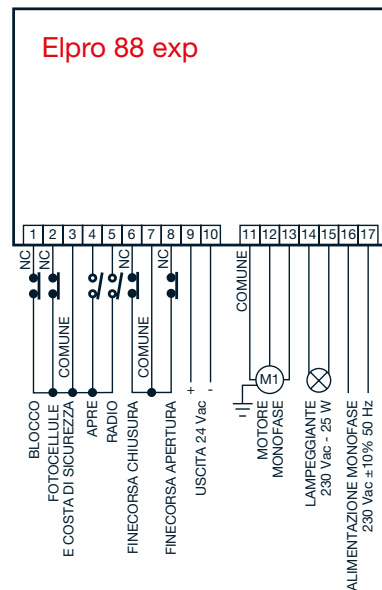 Elpro 88 exp
1 2 3 4 5 6 7 8 9 10 11 12 13 14 15 16 17
NC
NC
NC
NC
COMUNE
COMUNE
COMUNE
+
-
M1
BLOCCO
FOTOCELLULE
E COSTA DI SICUREZZA
APRE
RADIO
FINECORSA CHIUSURA
FINECORSA APERTURA
USCITA 24 Vac
MOTORE
MONOFASE
LAMPEGGIANTE
230 Vac - 25 W
ALIMENTAZIONE MONOFASE
230 Vac ±10% 50 Hz